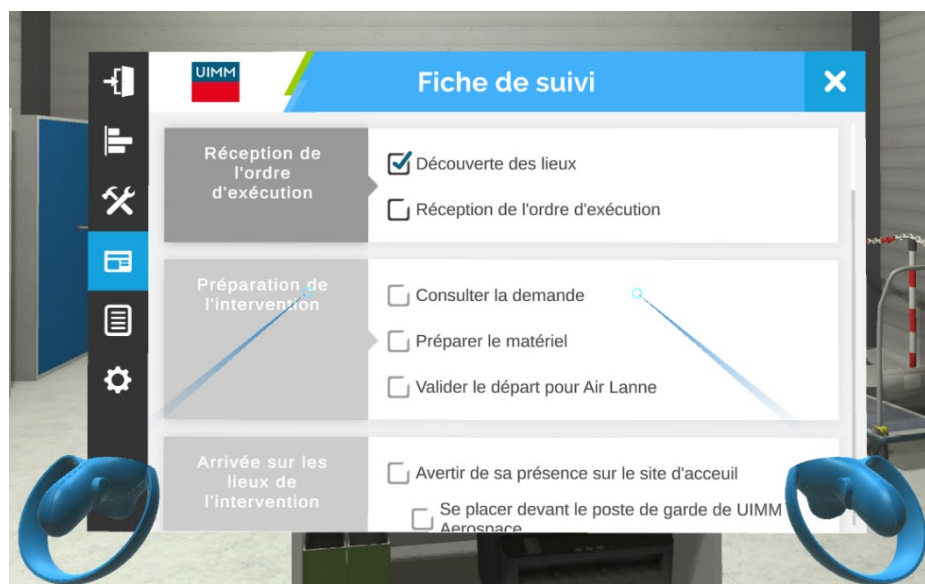 UIMM
Fiche de suivi
Réception de
l'ordre
d'exécution
Découverte des lieux
Réception de l'ordre d'exécution
Préparation de
l'intervention
Consulter la demande
Préparer le matériel
Valider le départ pour Air Lanne
Arrivée sur les
lieux de
l'intervention
Avertir de sa présence sur le site d'acceuil
Se placer devant le poste de garde de UIMM
Aerospace